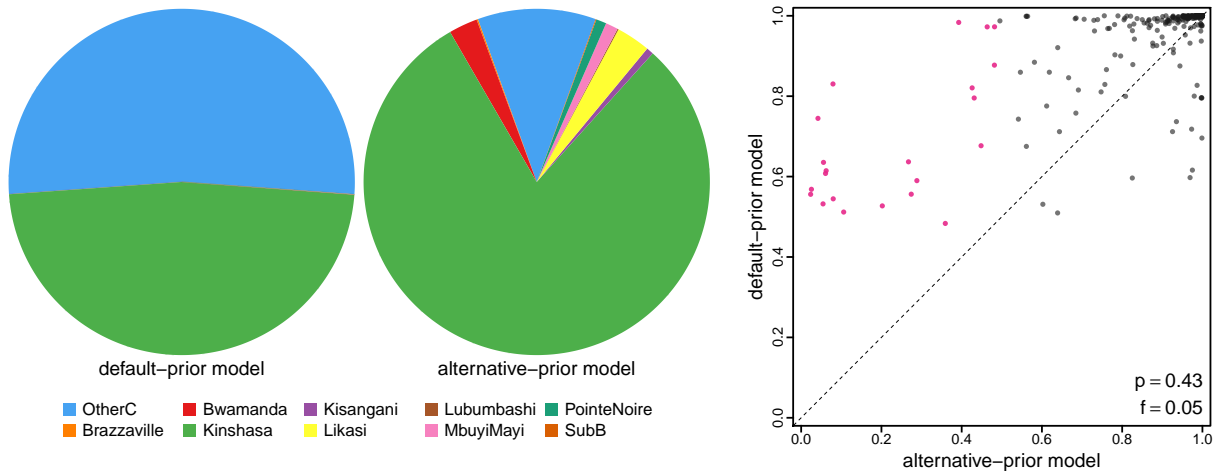 default−prior model
alternative−prior model
OtherC
Bwamanda
Kisangani
Lubumbashi
PointeNoire
Brazzaville
Kinshasa
Likasi
MbuyiMayi
SubB
default−prior model
1.0
0.8
0.6
0.4
0.2
0.0
p = 0.43
f = 0.05
0.0
0.2
0.4
0.6
0.8
1.0
alternative−prior model